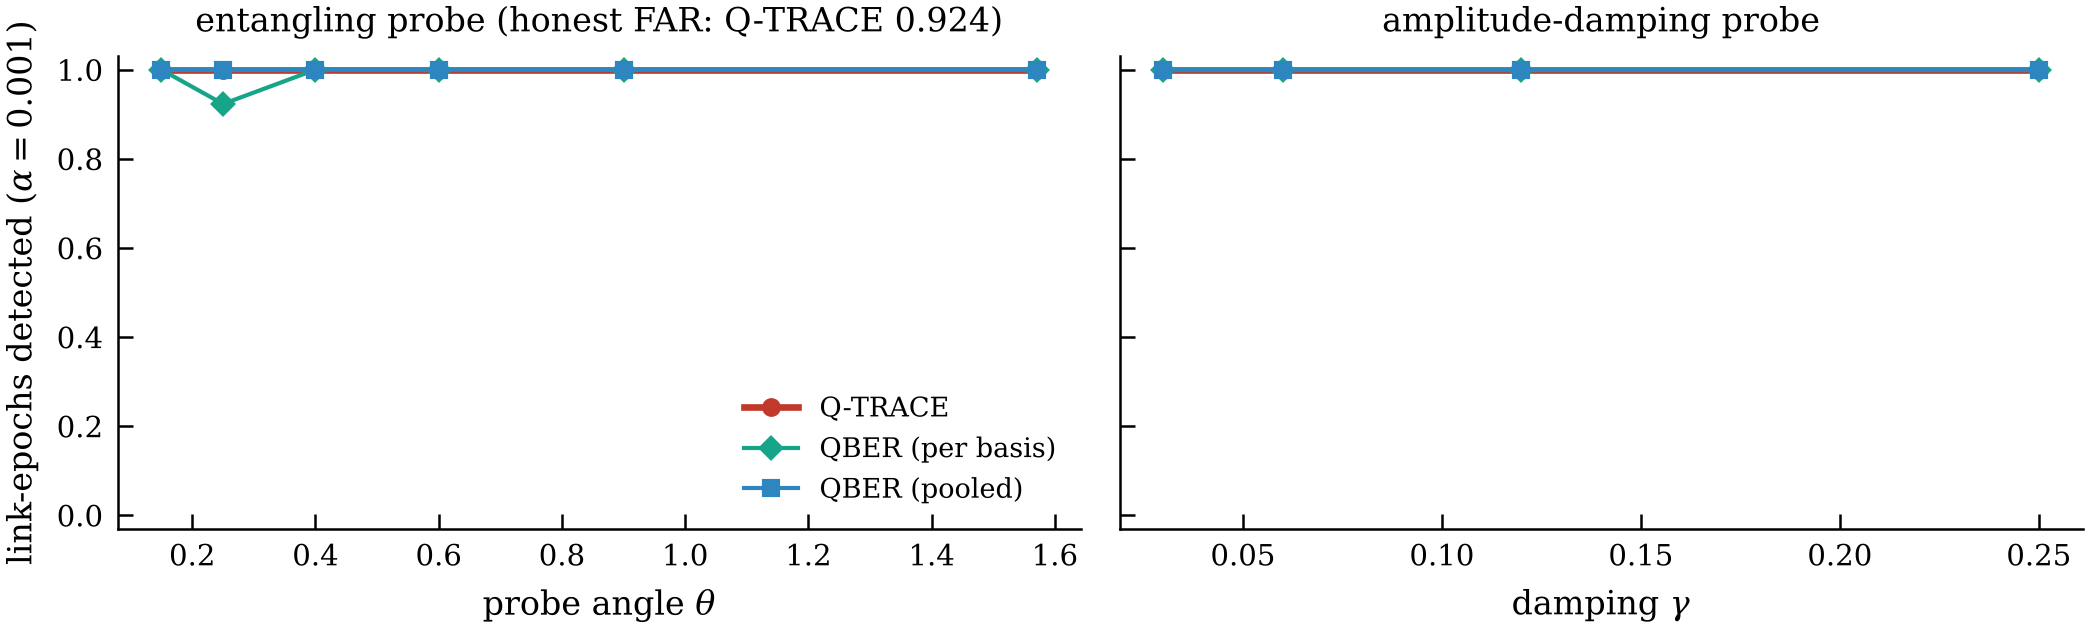 entangling probe (honest FAR: Q-TRACE 0.924)
link-epochs detected (α = 0.001)
1.0
0.8
0.6
0.4
0.2
0.0
Q-TRACE
QBER (per basis)
QBER (pooled)
0.2 0.4 0.6 0.8 1.0 1.2 1.4 1.6
probe angle θ
amplitude-damping probe
0.05 0.10 0.15 0.20 0.25
damping γ